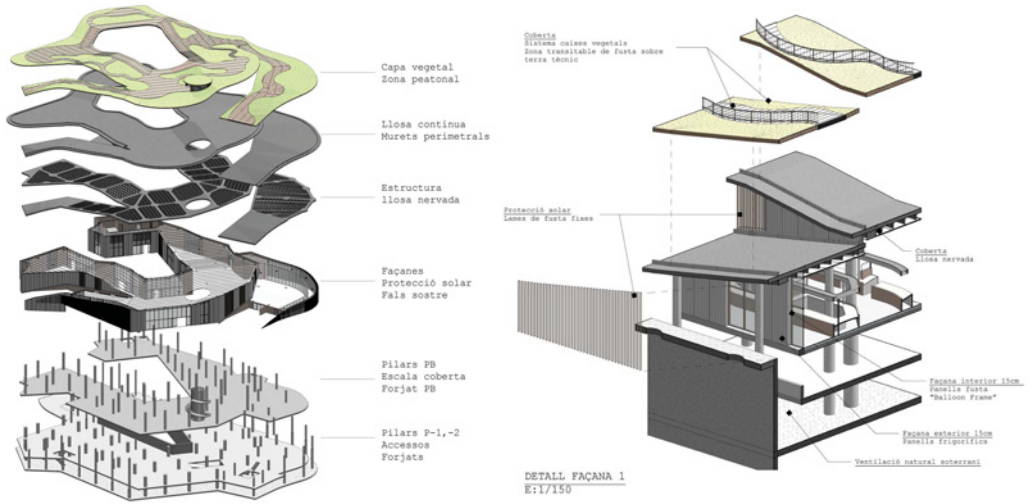 Capa vegetal
Zona peatonal
Llosa contínua
Murets perimetrals
Estructura
llosa nervada
Façanes
Protecció solar
Fals sostre
Pilars PB
Escala coberta
Forjat PB
Pilars P-1,-2
Accessos
Forjats
Coberta
Sistema caixes vegetals
Zona transitable de fusta sobre
terra tècnic
Protecció solar
Lames de fusta fixes
Coberta
Llosa nervada
Façana interior 15cm
Panells fusta
"Balloon Frame"
Façana exterior 15cm
Panells frigorífics
Ventilació natural soterrani
DETALL FAÇANA 1
E:1/150